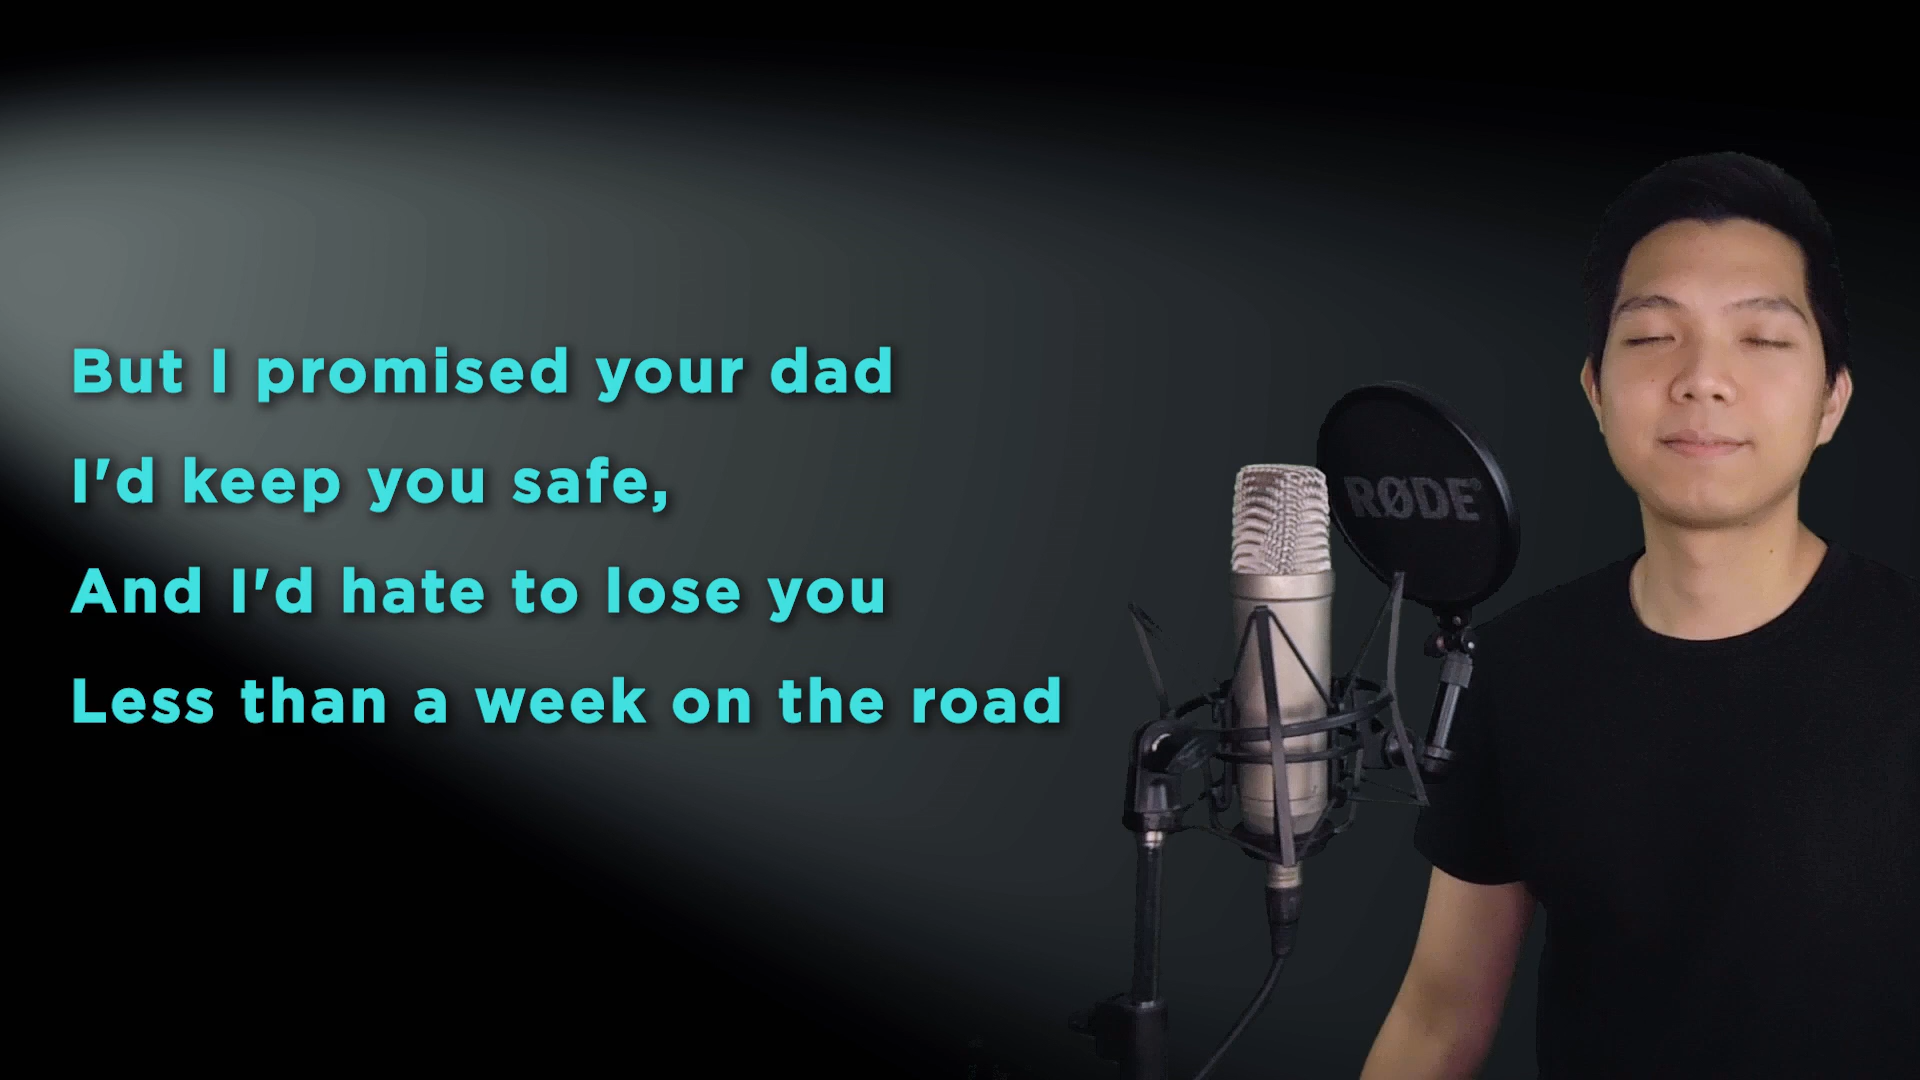 But I promised your dad
I'd keep you safe,
And I'd hate to lose you
Less than a week on the road
RØDE